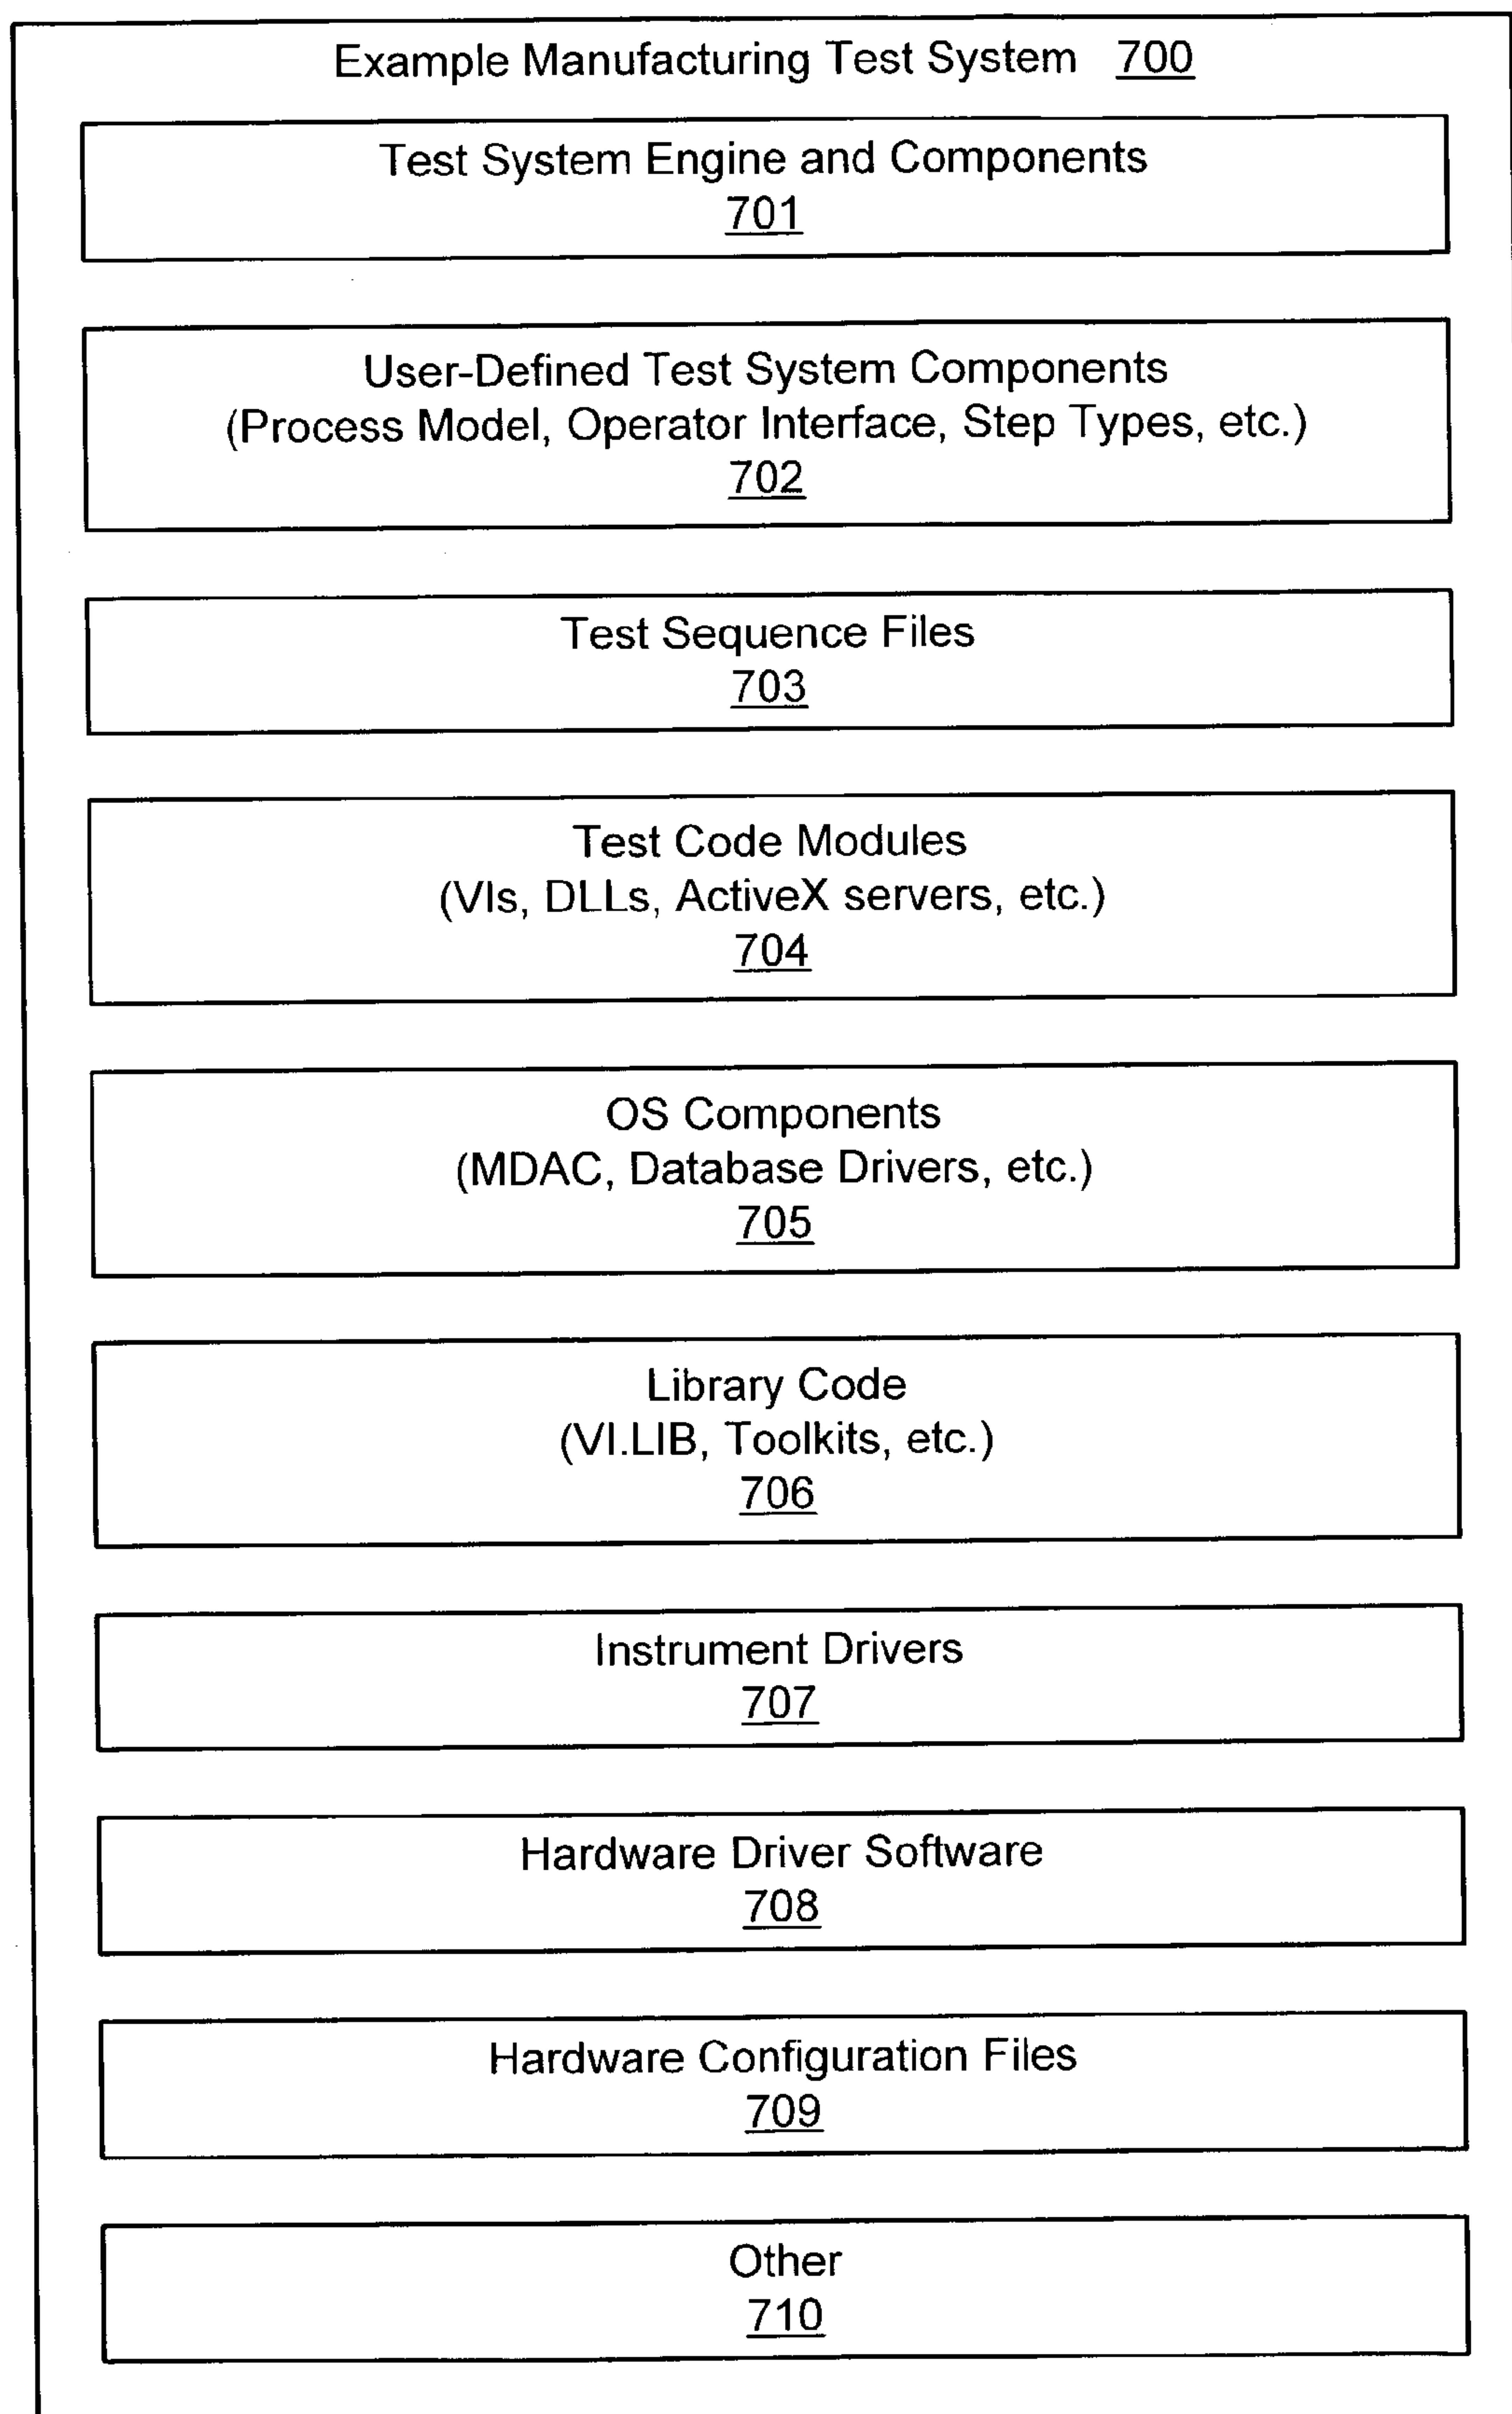 Example Manufacturing Test System 700
Test System Engine and Components
701
User-Defined Test System Components
(Process Model, Operator Interface, Step Types, etc.)
702
Test Sequence Files
703
Test Code Modules
(VIs, DLLs, ActiveX servers, etc.)
704
OS Components
(MDAC, Database Drivers, etc.)
705
Library Code
(VI.LIB, Toolkits, etc.)
706
Instrument Drivers
707
Hardware Driver Software
708
Hardware Configuration Files
709
Other
710